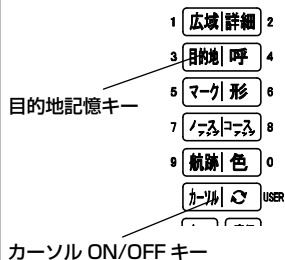 1 広域 詳細 2
3 目的地 呼 4
5 マーク 形 6
目的地記憶キー
7 ノースアップ コースアップ 8
9 航跡 色 0
カーソル USER
カーソル ON/OFF キー